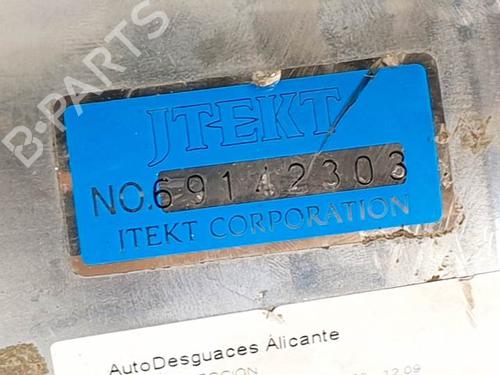 B-PARTS
JTEKT
NO.69142303
JTEKT CORPORATION
AutoDesguaces Alicante